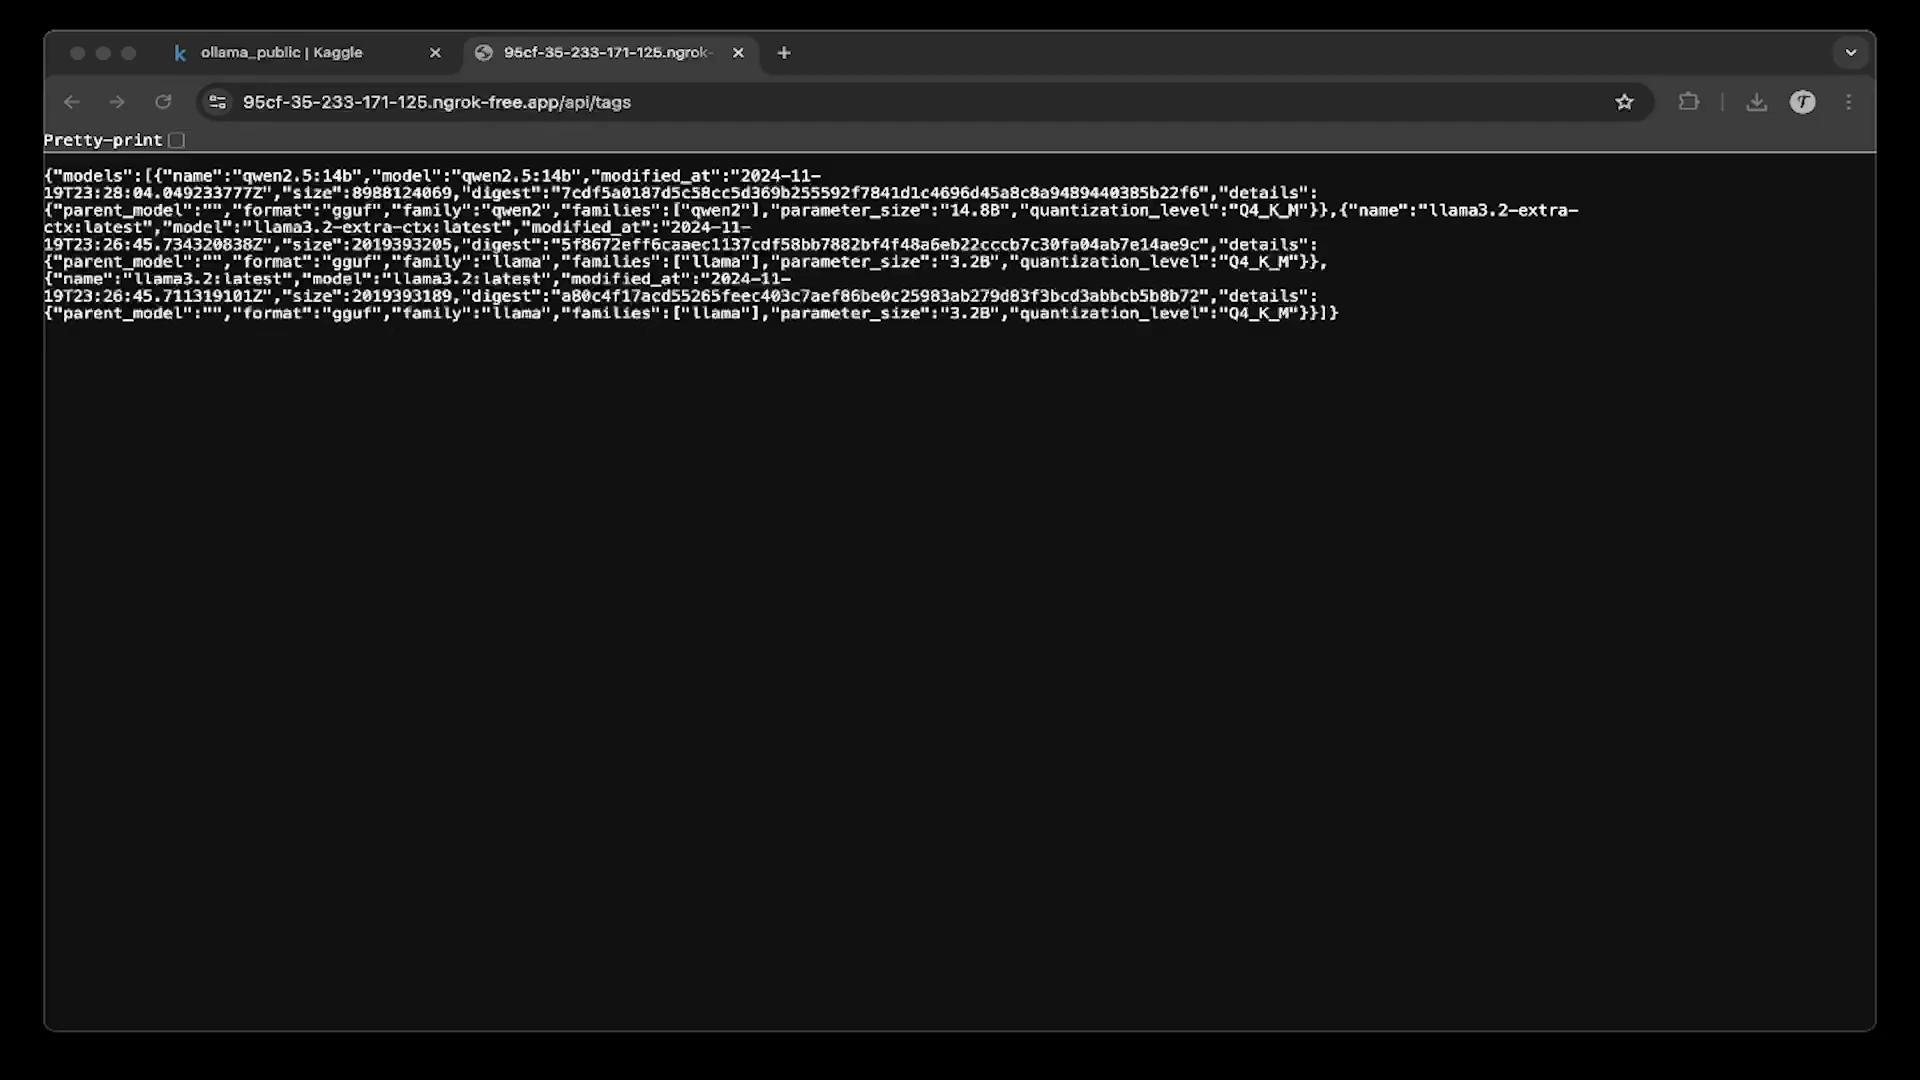 ollama_public | Kaggle
95cf-35-233-171-125.ngrok-
95cf-35-233-171-125.ngrok-free.app/api/tags
Pretty-print
{"models":[{"name":"qwen2.5:14b","model":"qwen2.5:14b","modified_at":"2024-11-
19T23:28:04.049233777Z","size":8988124069,"digest":"7cdf5a0187d5c58cc5d369b255592f7841d1c4696d45a8c8a9489440385b22f6","details":
{"parent_model":"","format":"gguf","family":"qwen2","families":["qwen2"],"parameter_size":"14.8B","quantization_level":"Q4_K_M"}},{"name":"llama3.2-extra-
ctx:latest","model":"llama3.2-extra-ctx:latest","modified_at":"2024-11-
19T23:26:45.734320838Z","size":2019393205,"digest":"5f8672eff6caaec1137cdf58bb7882bf4f48a6eb22cccb7c30fa04ab7e14ae9c","details":
{"parent_model":"","format":"gguf","family":"llama","families":["llama"],"parameter_size":"3.2B","quantization_level":"Q4_K_M"}},
{"name":"llama3.2:latest","model":"llama3.2:latest","modified_at":"2024-11-
19T23:26:45.711319101Z","size":2019393189,"digest":"a80c4f17acd55265feec403c7aef86be0c25983ab279d83f3bcd3abbcb5b8b72","details":
{"parent_model":"","format":"gguf","family":"llama","families":["llama"],"parameter_size":"3.2B","quantization_level":"Q4_K_M"}}]}